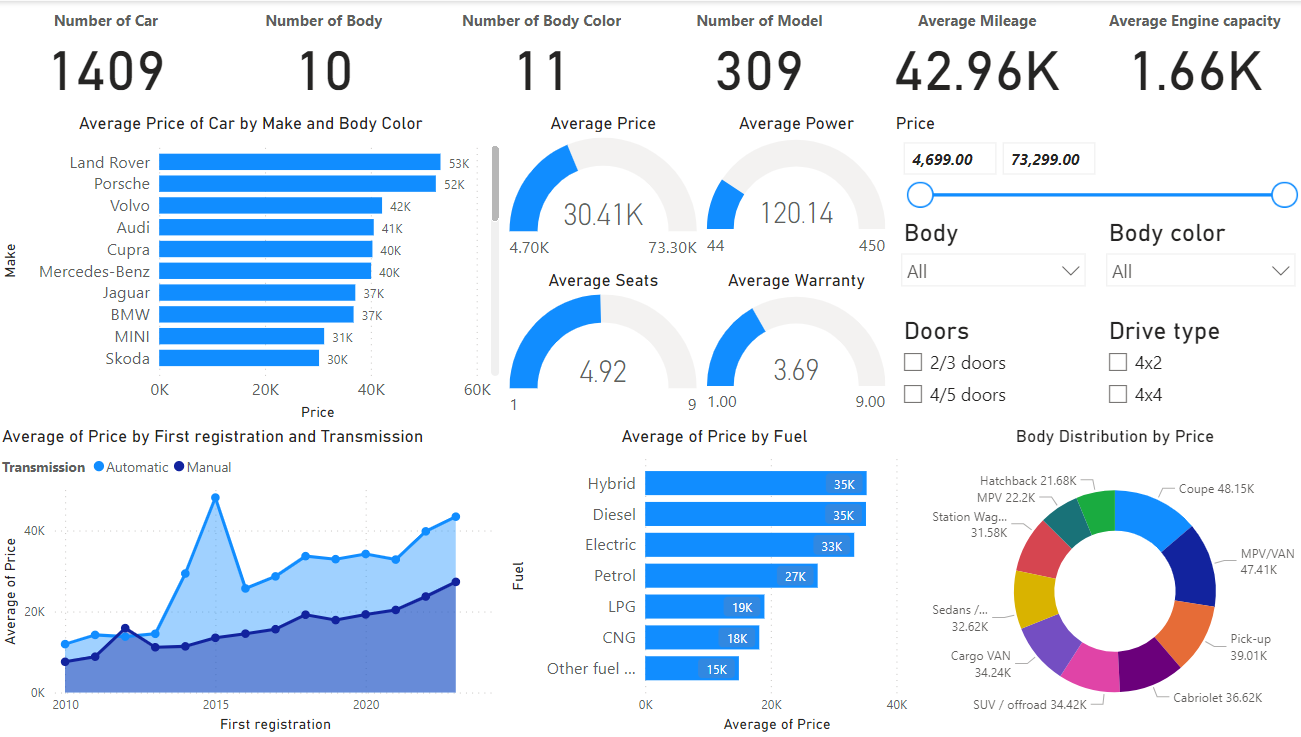 Number of Car
Number of Body
Number of Body Color
Number of Model
Average Mileage
Average Engine capacity
1409
10
11
309
42.96K
1.66K
Average Price of Car by Make and Body Color
Make
Land Rover
53K
Porsche
52K
Volvo
42K
Audi
41K
Cupra
40K
Mercedes-Benz
40K
Jaguar
37K
BMW
37K
MINI
31K
Skoda
30K
0K
20K
40K
60K
Price
Average Price
30.41K
4.70K
73.30K
Average Power
120.14
44
450
Average Seats
4.92
1
9
Average Warranty
3.69
1.00
9.00
Price
4,699.00
73,299.00
Body
All
Body color
All
Doors
2/3 doors
4/5 doors
Drive type
4x2
4x4
Average of Price by First registration and Transmission
Transmission
Automatic
Manual
Average of Price
40K
20K
0K
2010
2015
2020
First registration
Average of Price by Fuel
Fuel
Hybrid
35K
Diesel
35K
Electric
33K
Petrol
27K
LPG
19K
CNG
18K
Other fuel ...
15K
0K
20K
40K
Average of Price
Body Distribution by Price
Coupe 48.15K
MPV/VAN
47.41K
Pick-up
39.01K
Cabriolet 36.62K
SUV / offroad 34.42K
Cargo VAN
34.24K
Sedans /...
32.62K
Station Wag...
31.58K
MPV 22.2K
Hatchback 21.68K